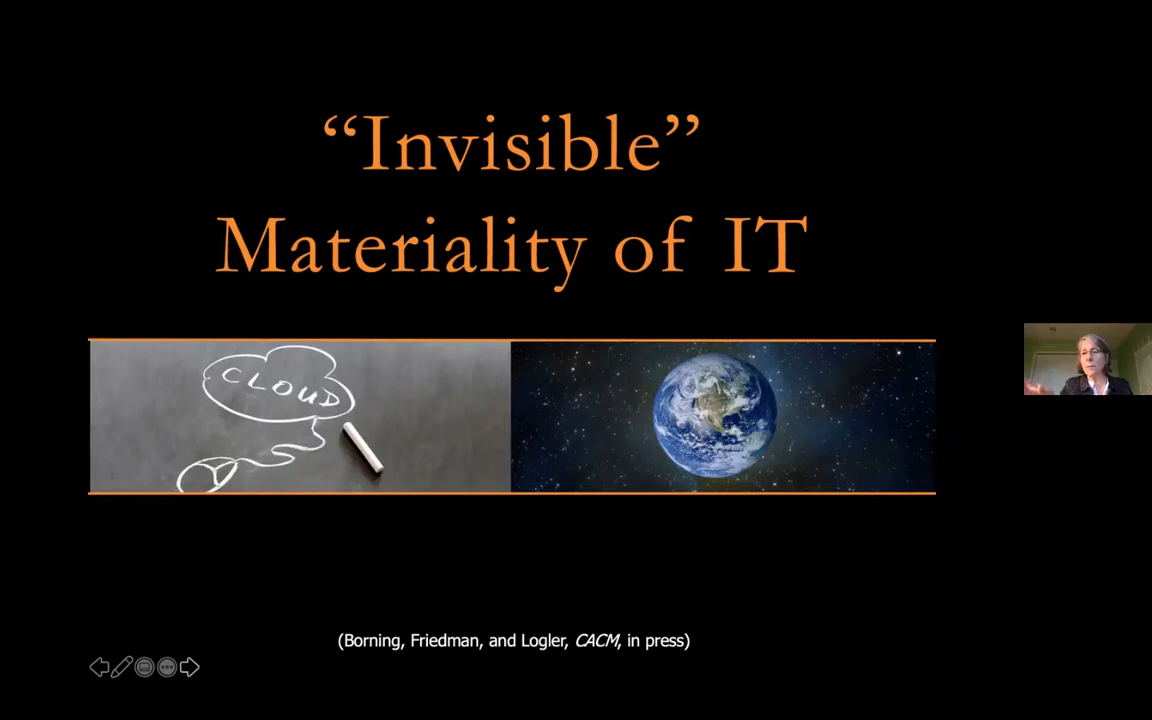 “Invisible”
Materiality of IT
CLOUD
(Borning, Friedman, and Logler, CACM, in press)